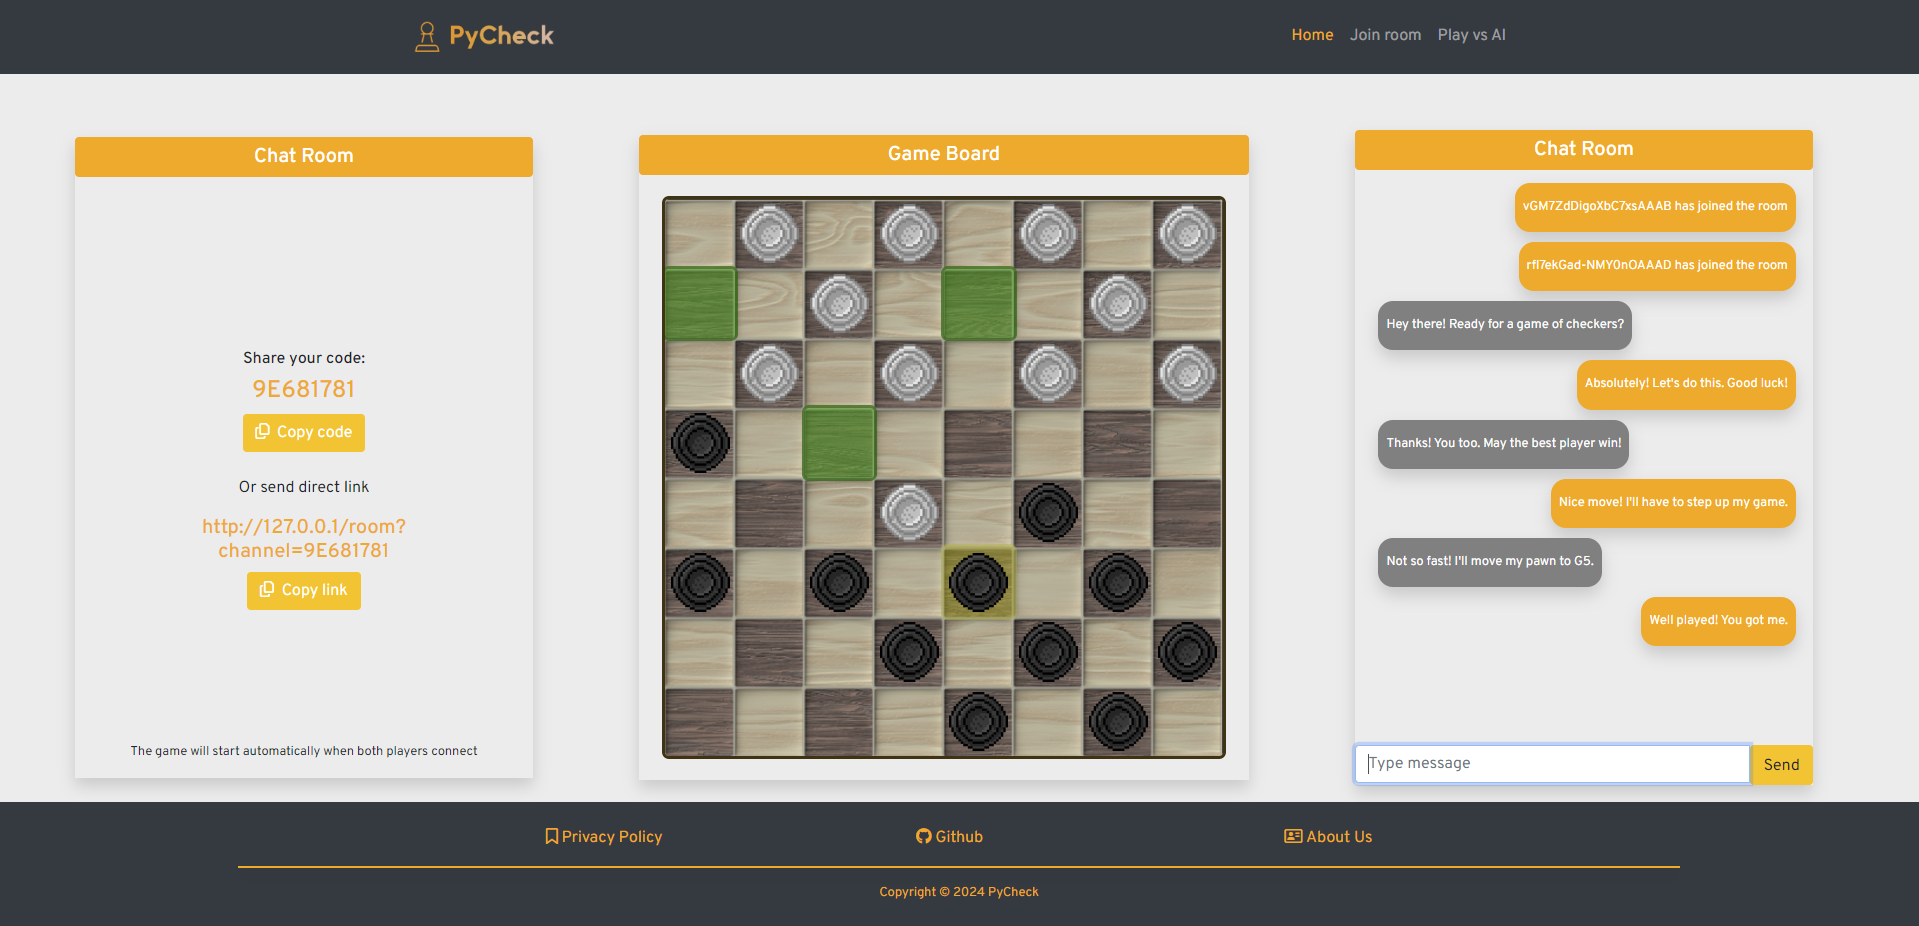 PyCheck
Home
Join room
Play vs AI
Chat Room
Share your code:
9E681781
Copy code
Or send direct link
http://127.0.0.1/room?
channel=9E681781
Copy link
The game will start automatically when both players connect
Game Board
Chat Room
vGM7ZdDigoXbC7xsAAAB has joined the room
rfI7ekGad-NMY0nOAAAD has joined the room
Hey there! Ready for a game of checkers?
Absolutely! Let's do this. Good luck!
Thanks! You too. May the best player win!
Nice move! I'll have to step up my game.
Not so fast! I'll move my pawn to G5.
Well played! You got me.
Type message
Send
Privacy Policy
Github
About Us
Copyright © 2024 PyCheck